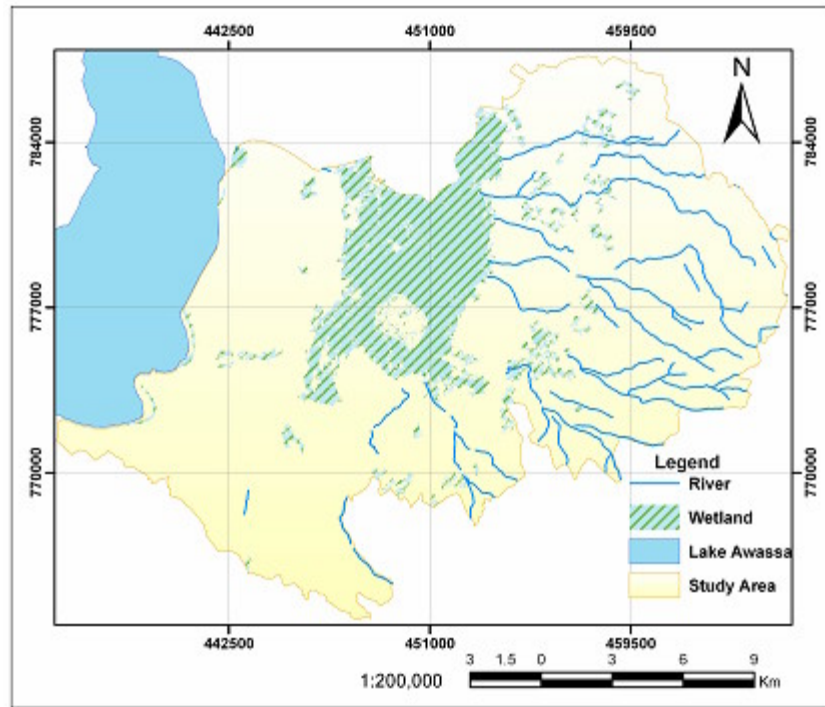 442500 451000 459500
N
784000 784000
777000 777000
770000 770000
Legend
River
Wetland
Lake Awassa
Study Area
442500 451000 459500
1:200,000
3 1.5 0 3 6 9
Km